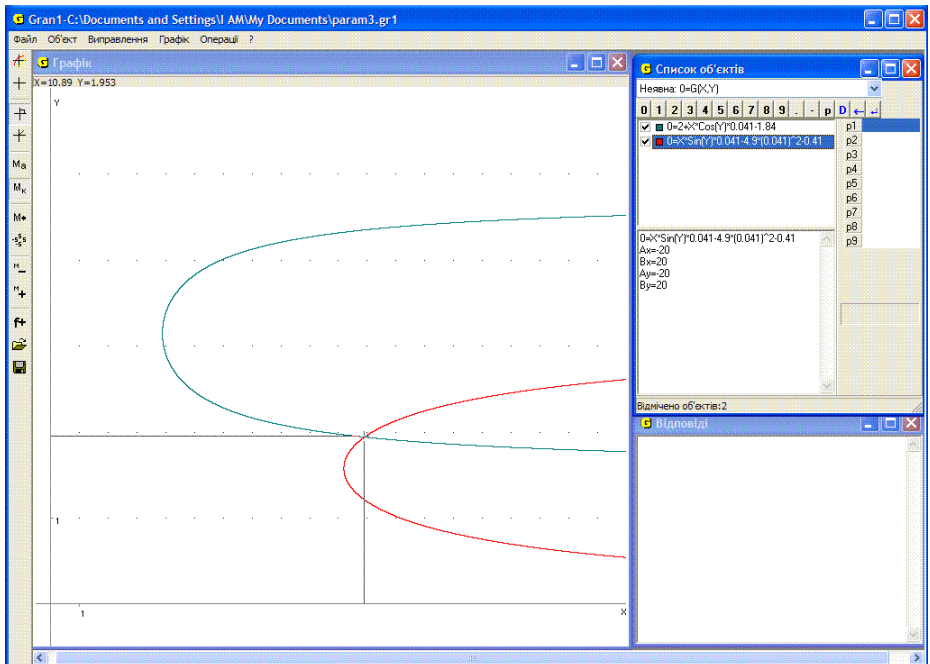 Gran1-C:\Documents and Settings\I AM\My Documents\param3.gr1
Файл Об'єкт Виправлення Графік Операції ?
Графік
X=10.89 Y=1.953
Y
1
1
X
Ma
Mк
M
-s s s
M
M
f+
Список об'єктів
Неявна: 0=G(X,Y)
0 1 2 3 4 5 6 7 8 9 . - p D ← ↵
0=2+X*Cos(Y)*0.041-1.84
0=X*Sin(Y)*0.041-4.9*(0.041)^2-0.41
p1
p2
p3
p4
p5
p6
p7
p8
p9
0=X*Sin(Y)*0.041-4.9*(0.041)^2-0.41
Ax=-20
Bx=20
Ay=-20
By=20
Відмічено об'єктів:2
Відповіді